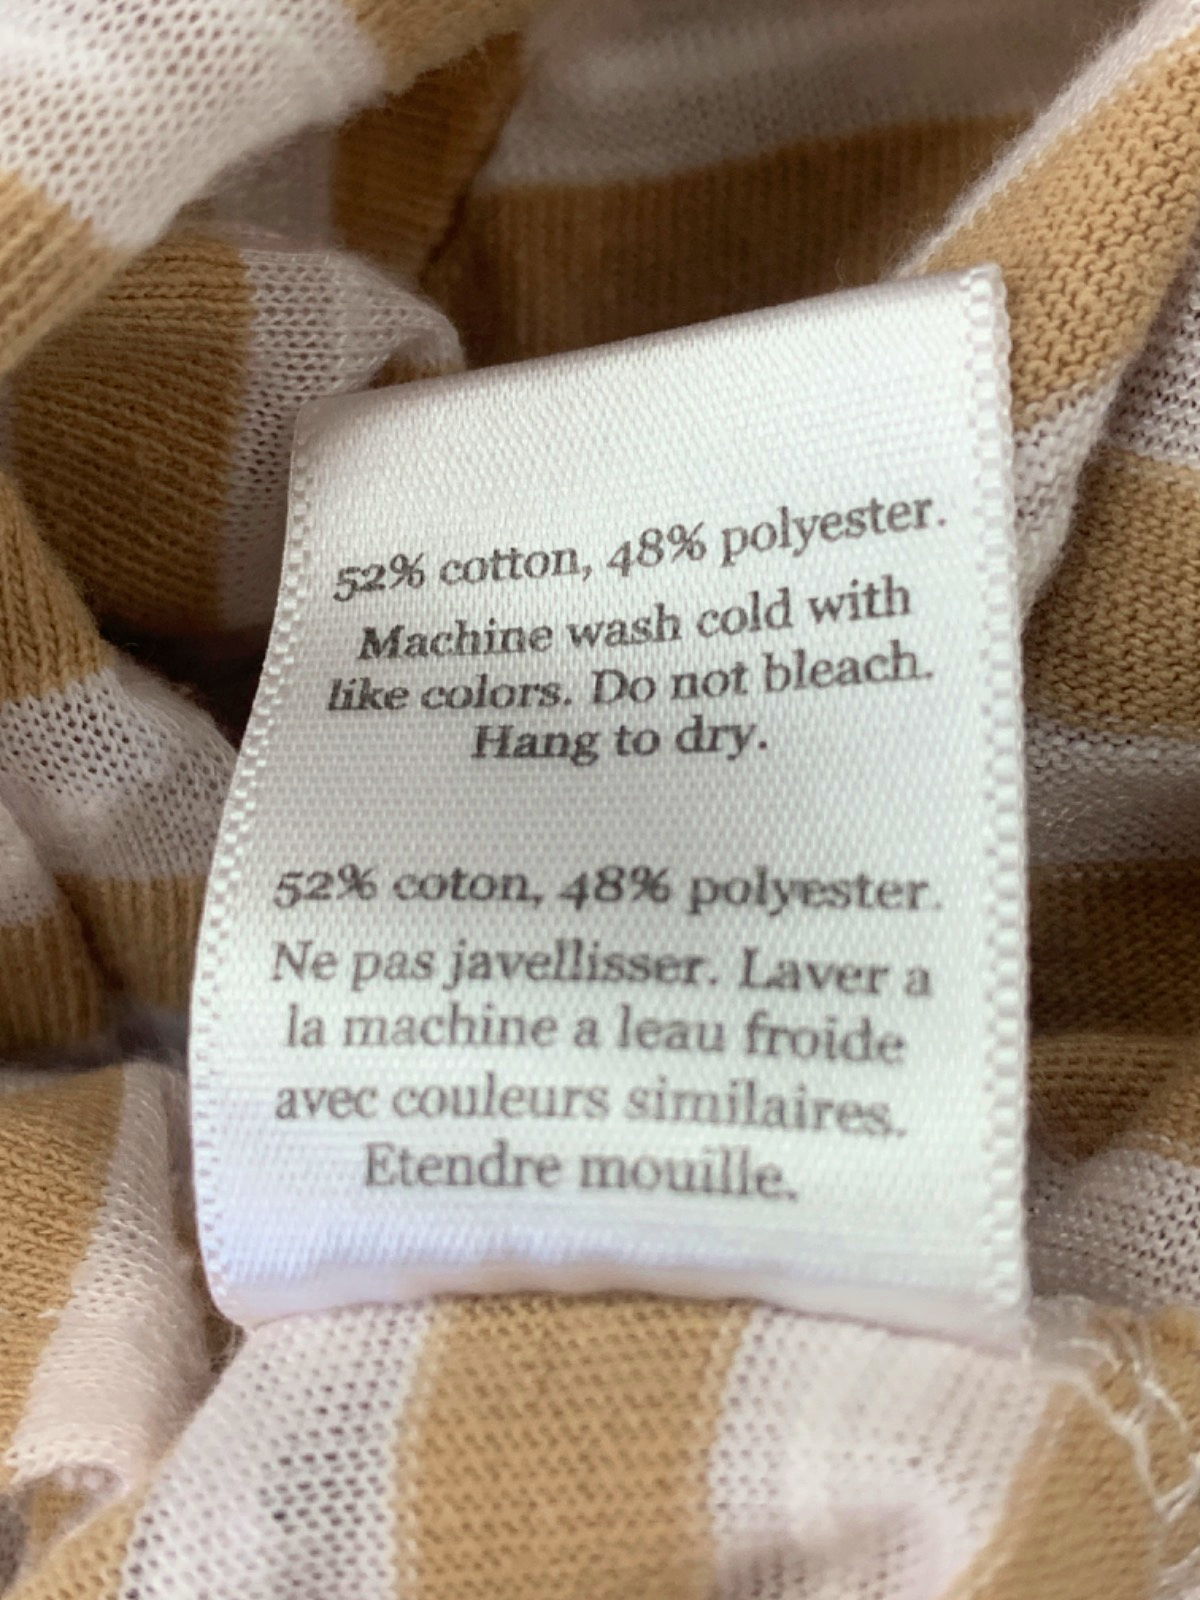 52% cotton, 48% polyester.
Machine wash cold with
like colors. Do not bleach.
Hang to dry.
52% coton, 48% polyester.
Ne pas javellisser. Laver a
la machine a leau froide
avec couleurs similaires.
Etendre mouille.